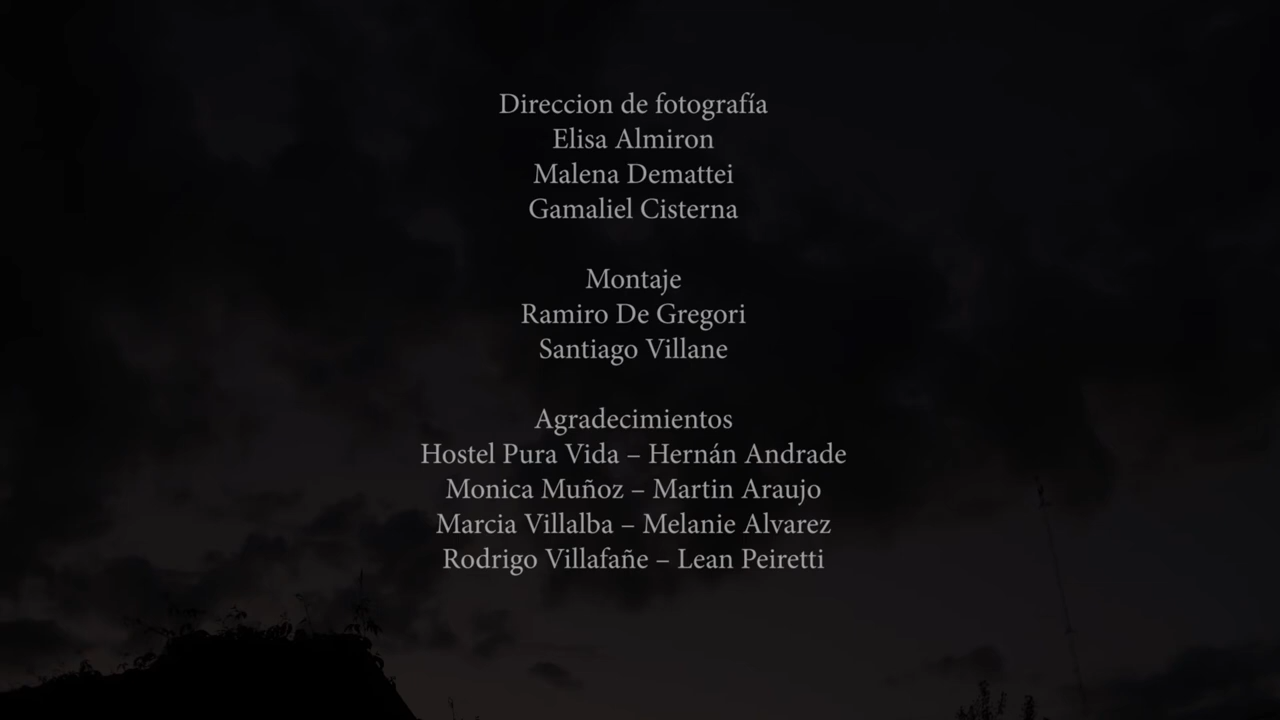 Direccion de fotografía
Elisa Almiron
Malena Demattei
Gamaliel Cisterna
Montaje
Ramiro De Gregori
Santiago Villane
Agradecimientos
Hostel Pura Vida – Hernán Andrade
Monica Muñoz – Martin Araujo
Marcia Villalba – Melanie Alvarez
Rodrigo Villafañe – Lean Peiretti